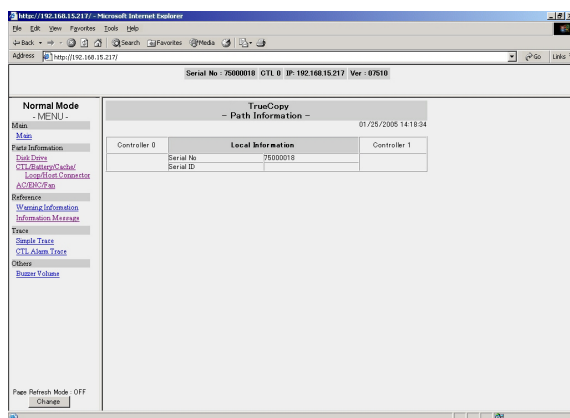 http://192.168.15.217/ - Microsoft Internet Explorer
File Edit View Favorites Tools Help
Back Search Favorites Media
Address http://192.168.15.217/ Go Links
Serial No : 75000018 CTL 0 IP: 192.168.15.217 Ver : 07510
Normal Mode
- MENU -
Main
Main
Parts Information
Disk Drive
CTL/Battery/Cache/
Loop/Host Connector
AC/ENC/Fan
Reference
Warning Information
Information Message
Trace
Simple Trace
CTL Alarm Trace
Others
Buzzer Volume
Page Refresh Mode : OFF
Change
TrueCopy
- Path Information -
01/25/2005 14:18:34
Controller 0 Local Information Controller 1
Serial No 75000018
Serial ID